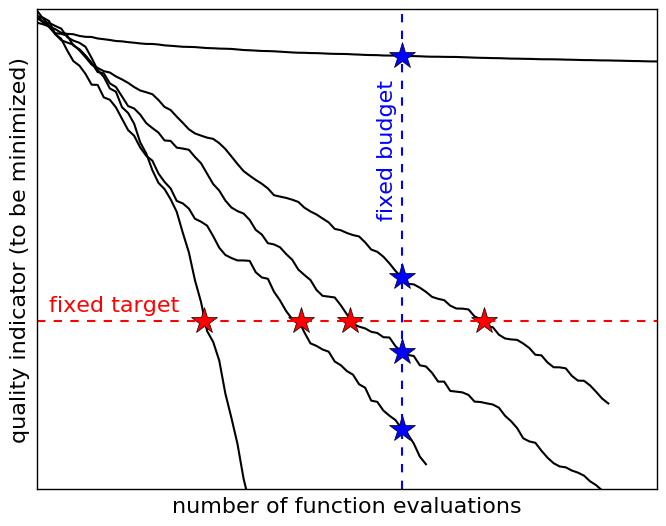 quality indicator (to be minimized)
fixed budget
fixed target
number of function evaluations